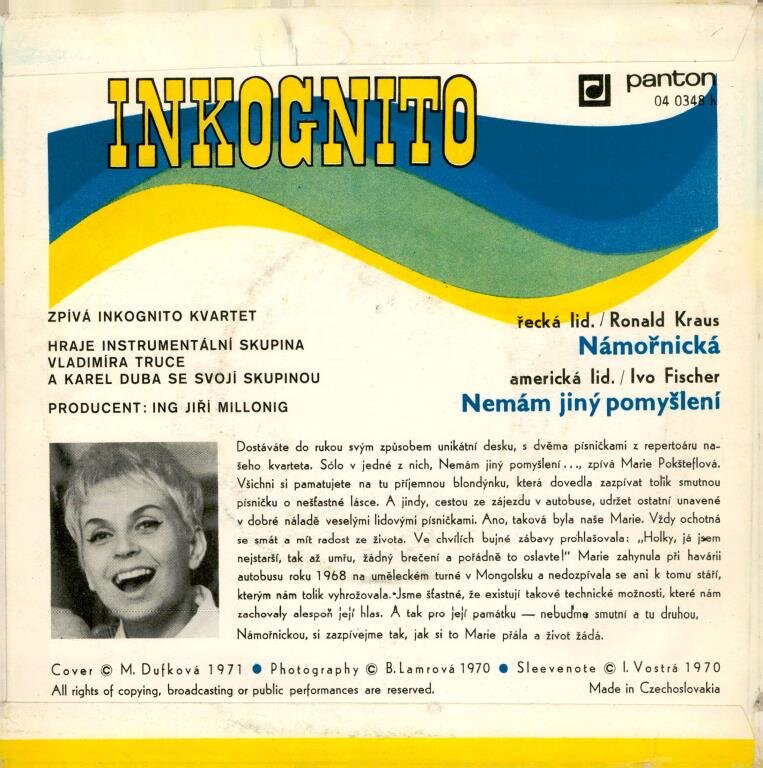 INKOGNITO
panton
04 0348 h
ZPÍVÁ INKOGNITO KVARTET
HRAJE INSTRUMENTÁLNÍ SKUPINA
VLADIMÍRA TRUCE
A KAREL DUBA SE SVOJÍ SKUPINOU
PRODUCENT: ING JIŘÍ MILLONIG
řecká lid. / Ronald Kraus
Námořnická
americká lid. / Ivo Fischer
Nemám jiný pomyšlení
Dostáváte do rukou svým způsobem unikátní desku, s dvěma písničkami z repertoáru na-
šeho kvarteta. Sólo v jedné z nich, Nemám jiný pomyšlení..., zpívá Marie Pokšteflová.
Všichni si pamatujete na tu příjemnou blondýnku, která dovedla zazpívat tolik smutnou
písničku o nešťastné lásce. A jindy, cestou ze zájezdu v autobuse, udržet ostatní unavené
v dobré náladě veselými lidovými písničkami. Ano, taková byla naše Marie. Vždy ochotná
se smát a mít radost ze života. Ve chvílích bujné zábavy prohlašovala: „Holky, já jsem
nejstarší, tak až umřu, žádný brečení a pořádně to oslavte!" Marie zahynula při havárii
autobusu roku 1968 na uměleckém turné v Mongolsku a nedozpívala se ani k tomu stáří,
kterým nám tolik vyhrožovala. Jsme šťastné, že existují takové technické možnosti, které nám
zachovaly alespoň její hlas. A tak pro její památku — nebuďme smutní a tu druhou,
Námořnickou, si zazpívejme tak, jak si to Marie přála a život žádá.
Cover © M. Dufková 1971 ● Photography © B. Lamrová 1970 ● Sleevenote © I. Vostrá 1970
All rights of copying, broadcasting or public performances are reserved. Made in Czechoslovakia